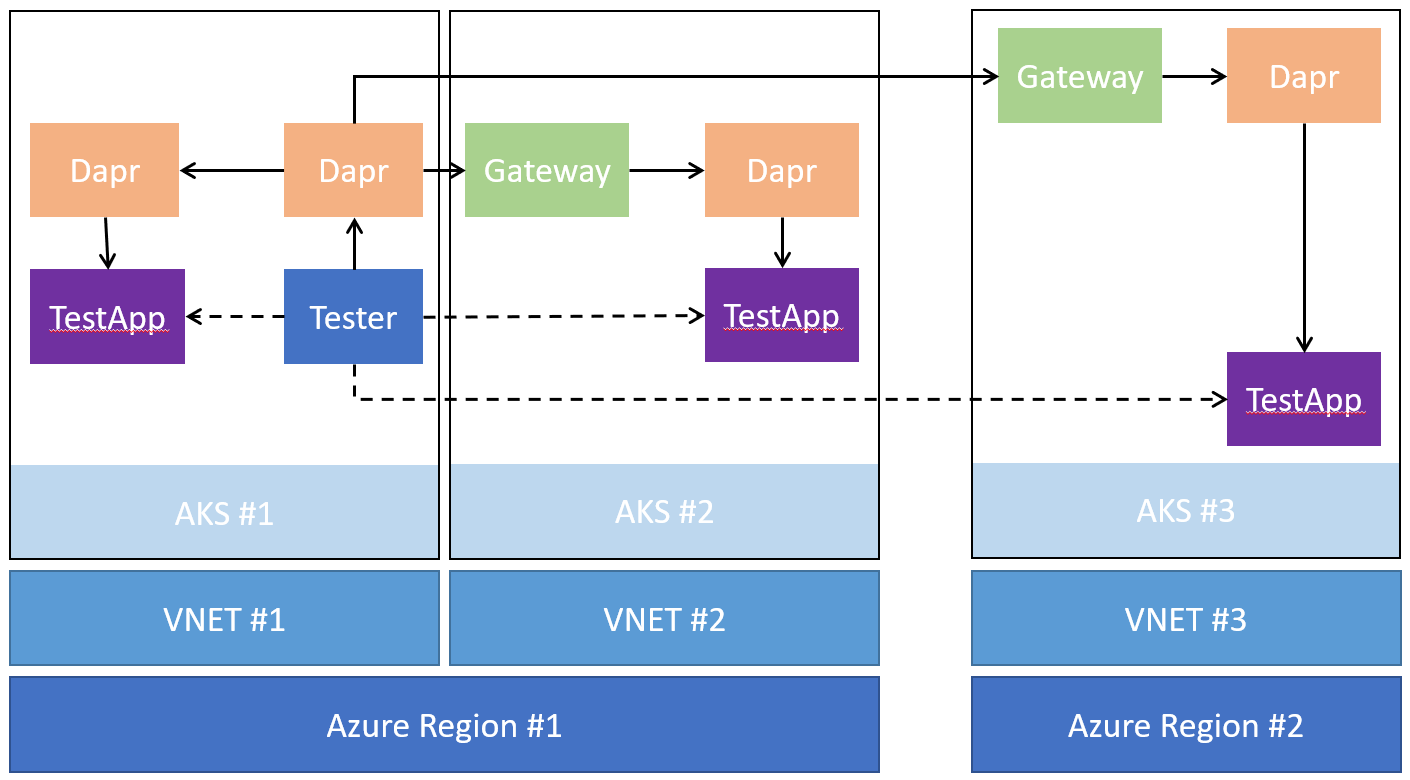 Gateway
Dapr
Dapr
Dapr
Gateway
Dapr
TestApp
Tester
TestApp
TestApp
AKS #1
AKS #2
AKS #3
VNET #1
VNET #2
VNET #3
Azure Region #1
Azure Region #2